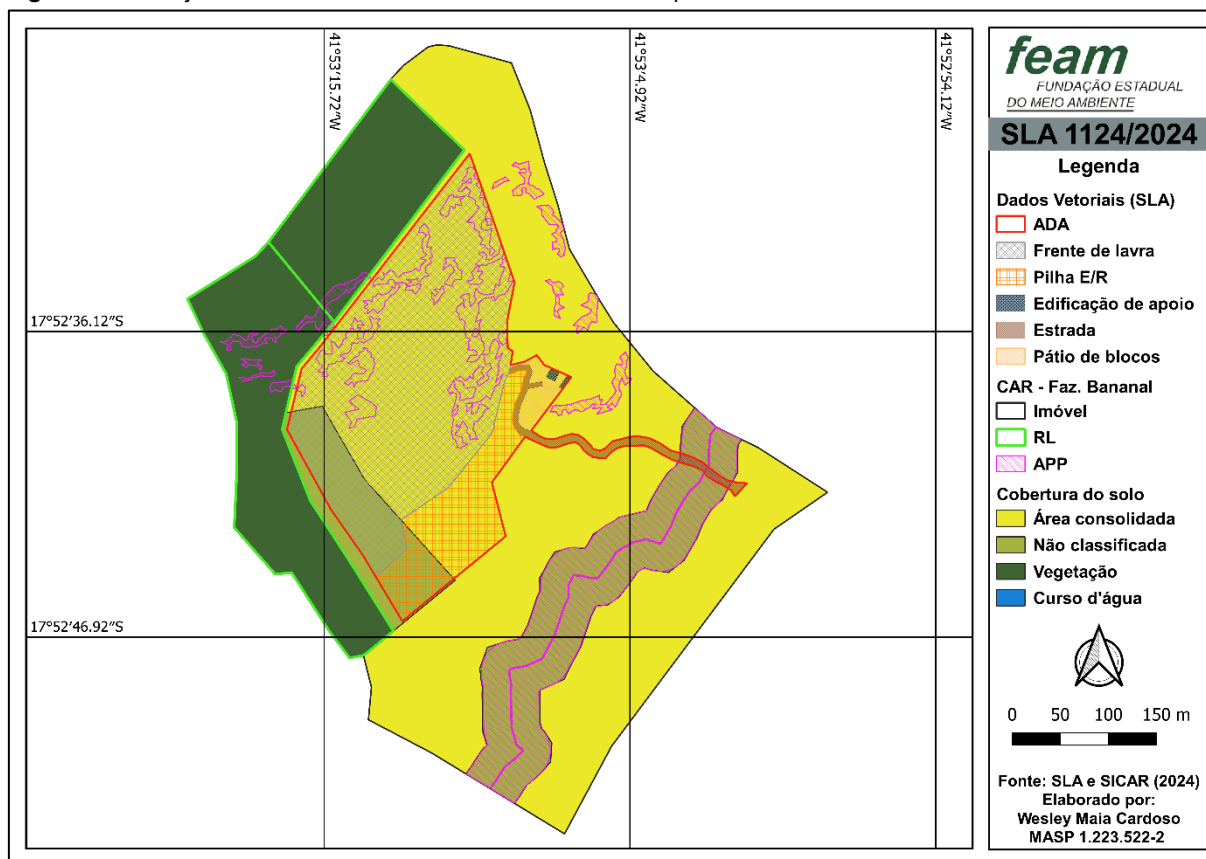 41°53'15.72"W
41°53'4.92"W
41°52'54.12"W
17°52'36.12"S
17°52'46.92"S
feam
FUNDAÇÃO ESTADUAL
DO MEIO AMBIENTE
SLA 1124/2024
Legenda
Dados Vetoriais (SLA)
ADA
Frente de lavra
Pilha E/R
Edificação de apoio
Estrada
Pátio de blocos
CAR - Faz. Bananal
Imóvel
RL
APP
Cobertura do solo
Área consolidada
Não classificada
Vegetação
Curso d'água
0 50 100 150 m
Fonte: SLA e SICAR (2024)
Elaborado por:
Wesley Maia Cardoso
MASP 1.223.522-2